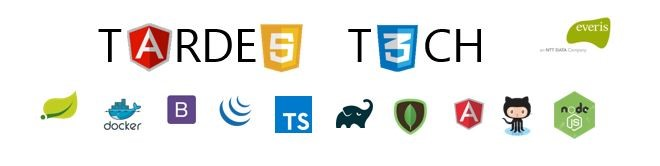 TARDE5 T3CH
everis
an NTT DATA Company
docker
B
TS
A
node
JS